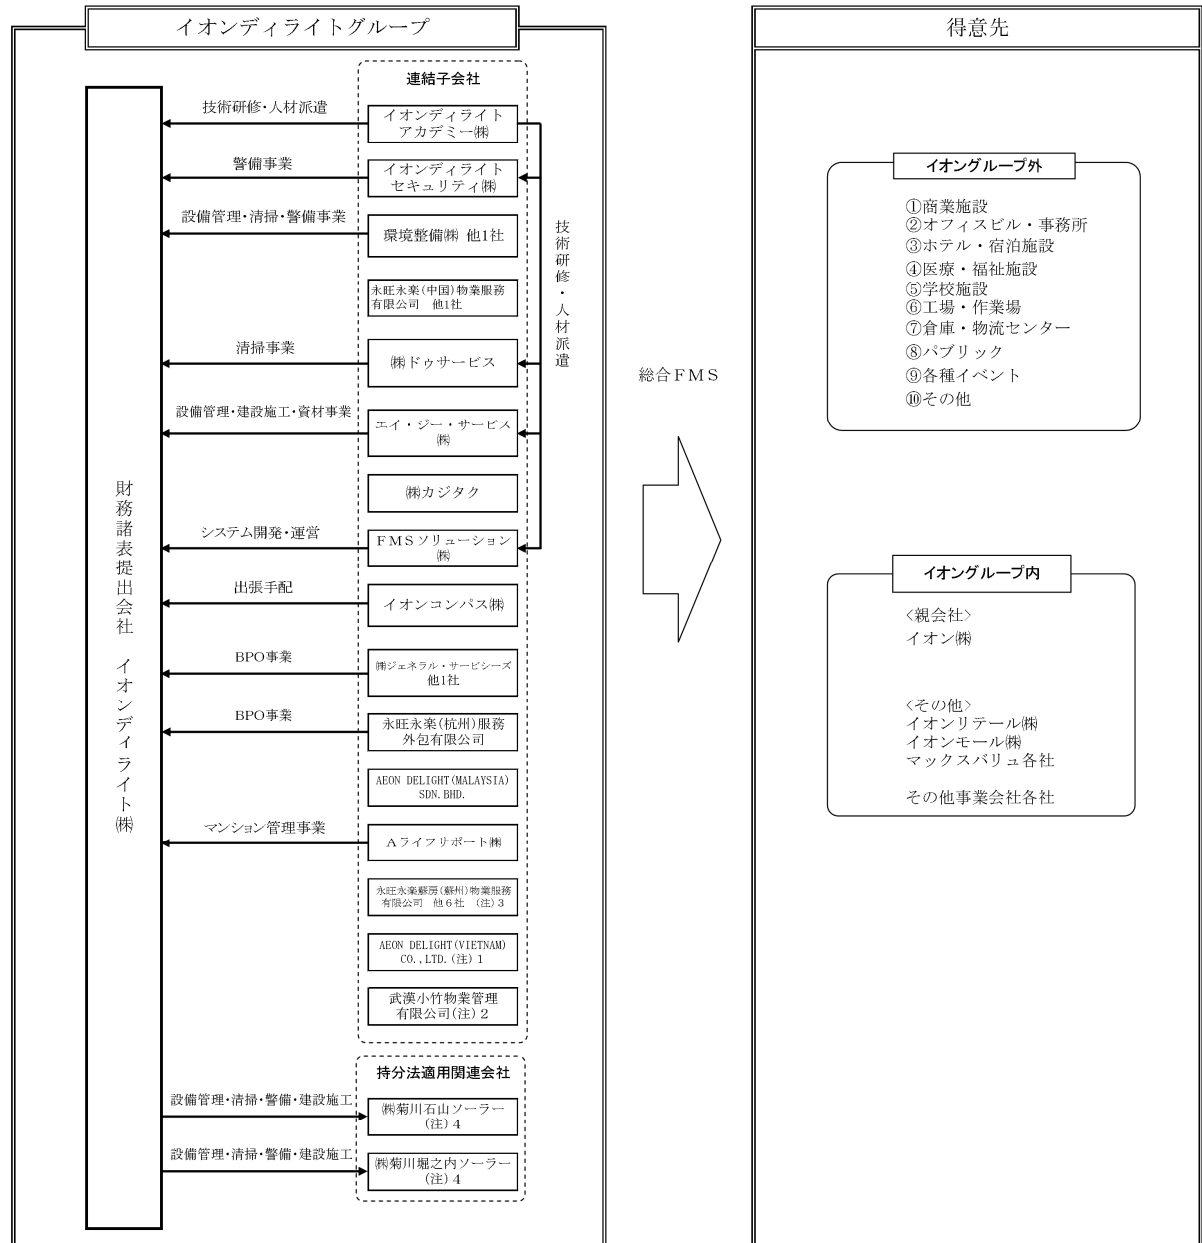 イオンディライトグループ
得意先
連結子会社
技術研修・人材派遣
イオンディライト
アカデミー㈱
警備事業
イオンディライト
セキュリティ㈱
設備管理・清掃・警備事業
環境整備㈱ 他1社
永旺永楽(中国)物業服務
有限公司 他1社
清掃事業
㈱ドゥサービス
設備管理・建設施工・資材事業
エイ・ジー・サービス
㈱
㈱カジタク
システム開発・運営
FMSソリューション
㈱
出張手配
イオンコンパス㈱
BPO事業
㈱ジェネラル・サービシーズ
他1社
BPO事業
永旺永楽(杭州)服務
外包有限公司
AEON DELIGHT(MALAYSIA)
SDN.BHD.
マンション管理事業
Aライフサポート㈱
永旺永楽蘇房(蘇州)物業服務
有限公司 他6社 (注)3
AEON DELIGHT(VIETNAM)
CO.,LTD.(注)1
武漢小竹物業管理
有限公司(注)2
持分法適用関連会社
設備管理・清掃・警備・建設施工
㈱菊川石山ソーラー
(注)4
設備管理・清掃・警備・建設施工
㈱菊川堀之内ソーラー
(注)4
財務諸表提出会社 イオンディライト㈱
技術研修・人材派遣
総合FMS
イオングループ外
①商業施設
②オフィスビル・事務所
③ホテル・宿泊施設
④医療・福祉施設
⑤学校施設
⑥工場・作業場
⑦倉庫・物流センター
⑧パブリック
⑨各種イベント
⑩その他
イオングループ内
<親会社>
イオン㈱
<その他>
イオンリテール㈱
イオンモール㈱
マックスバリュ各社
その他事業会社各社